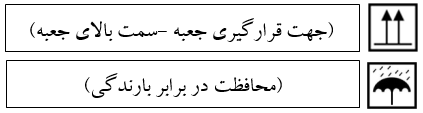 (جهت قرارگیری جعبه -سمت بالای جعبه)
(محافظت در برابر بارندگی)